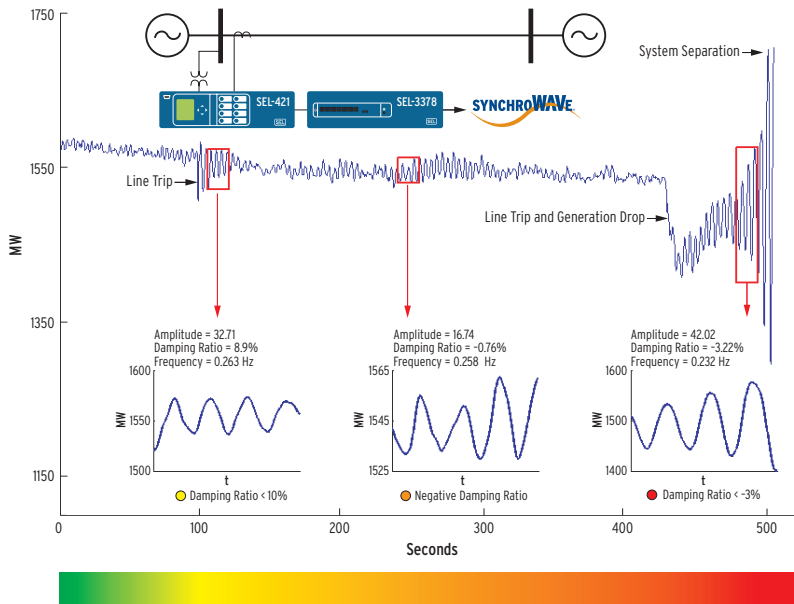 1750
SEL-421
SEL
SEL-3378
SEL
SYNCHROWAVE
System Separation
1550
Line Trip
Line Trip and Generation Drop
MW
1350
Amplitude = 32.71
Damping Ratio = 8.9%
Frequency = 0.263 Hz
1600
1550
1500
MW
t
Damping Ratio < 10%
Amplitude = 16.74
Damping Ratio = -0.76%
Frequency = 0.258 Hz
1565
1545
1525
MW
t
Negative Damping Ratio
Amplitude = 42.02
Damping Ratio = -3.22%
Frequency = 0.232 Hz
1600
1500
1400
MW
t
Damping Ratio < -3%
1150
0 100 200 300 400 500
Seconds